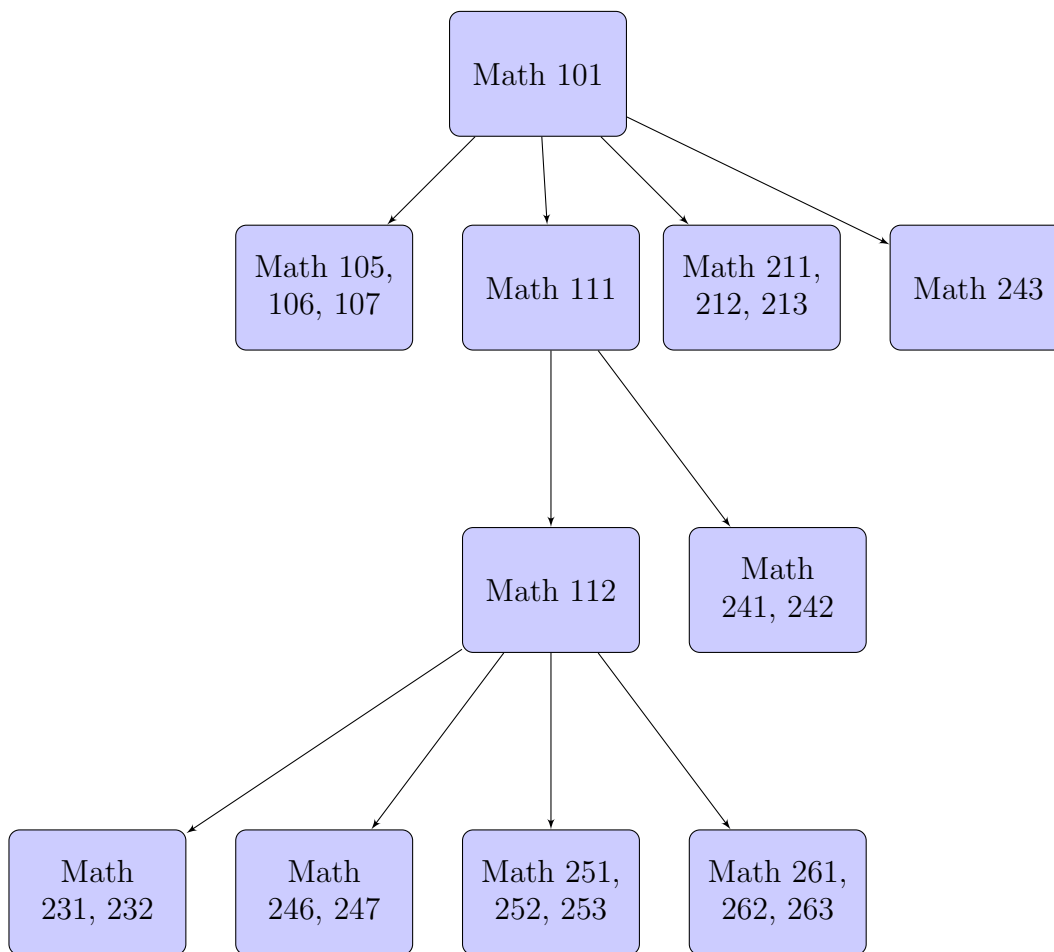 Math 101
Math 105,
106, 107
Math 111
Math 211,
212, 213
Math 243
Math 112
Math
241, 242
Math
231, 232
Math
246, 247
Math 251,
252, 253
Math 261,
262, 263